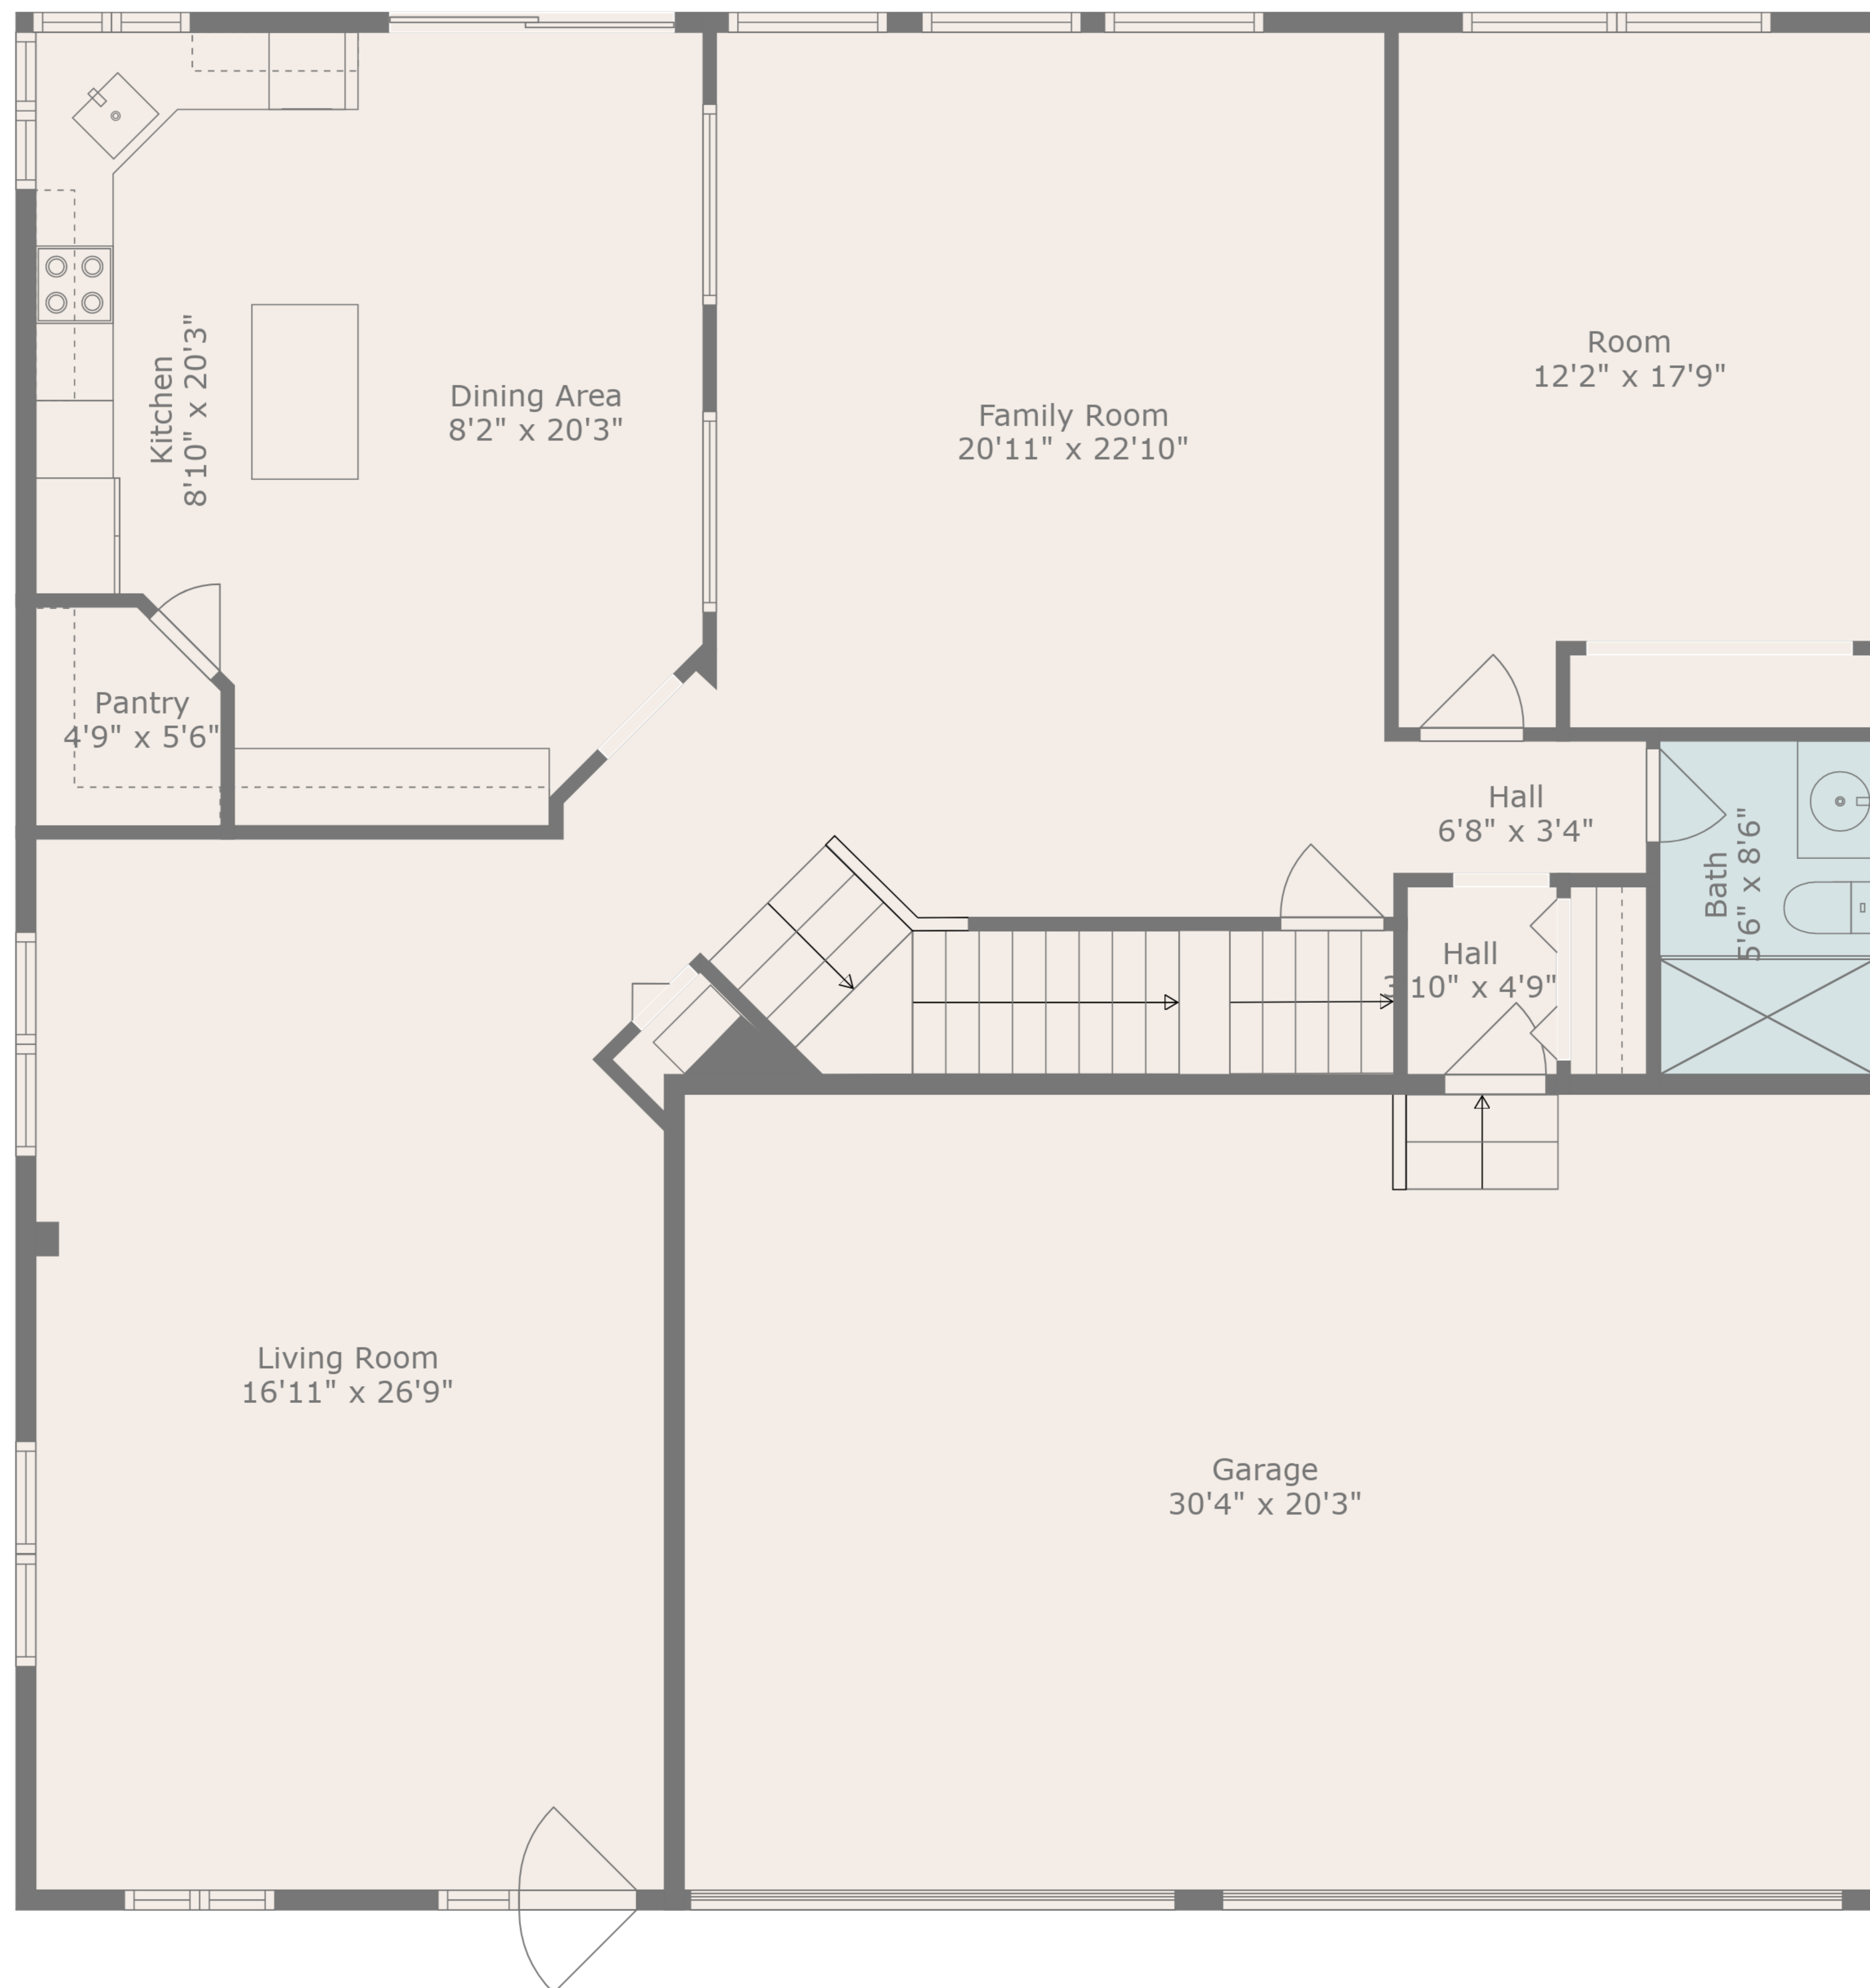 Kitchen
8'10" x 20'3"
Dining Area
8'2" x 20'3"
Family Room
20'11" x 22'10"
Room
12'2" x 17'9"
Pantry
4'9" x 5'6"
Hall
6'8" x 3'4"
Bath
5'6" x 8'6"
Hall
3'10" x 4'9"
Living Room
16'11" x 26'9"
Garage
30'4" x 20'3"